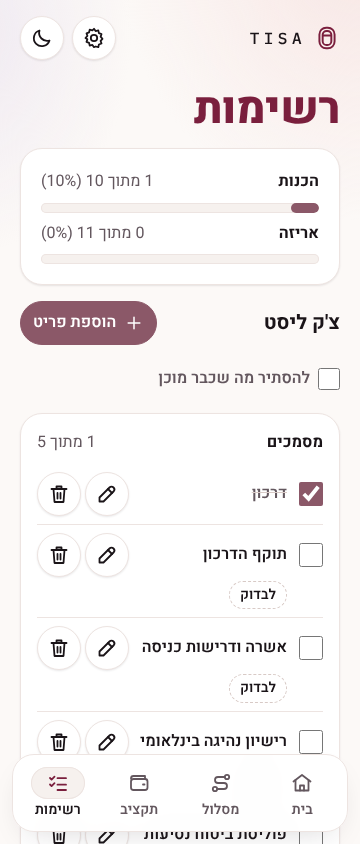 TISA
רשימות
הכנות 1 מתוך 10 (10%)
אריזה 0 מתוך 11 (0%)
צ'ק ליסט
הוספת פריט
להסתיר מה שכבר מוכן
מסמכים 1 מתוך 5
דרכון
תוקף הדרכון
לבדוק
אשרה ודרישות כניסה
לבדוק
רישיון נהיגה בינלאומי
פוליסת ביטוח נסיעות
בית
מסלול
תקציב
רשימות